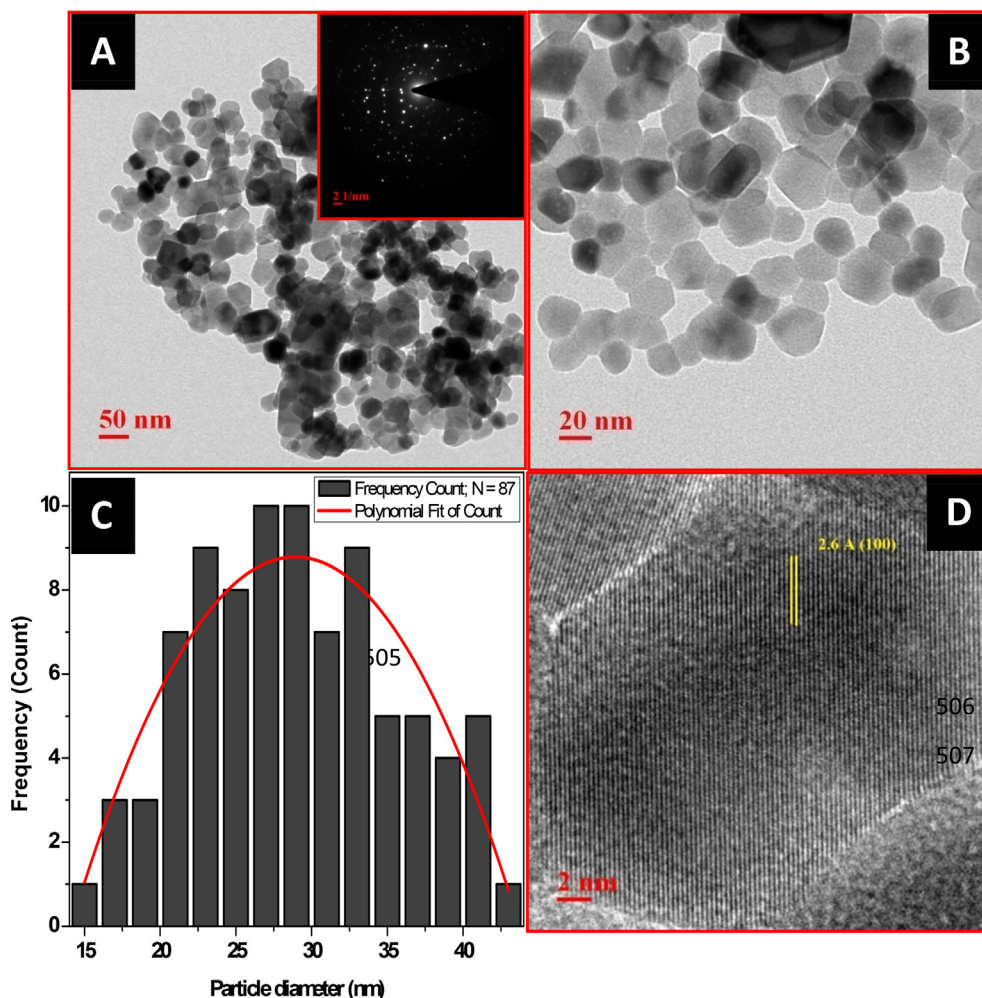 A
2 1/nm
50 nm
B
20 nm
C
Frequency Count; N = 87
Polynomial Fit of Count
Frequency (Count)
10
8
6
4
2
0
15
20
25
30
35
40
Particle diameter (nm)
505
D
2.6 A (100)
506
507
2 nm